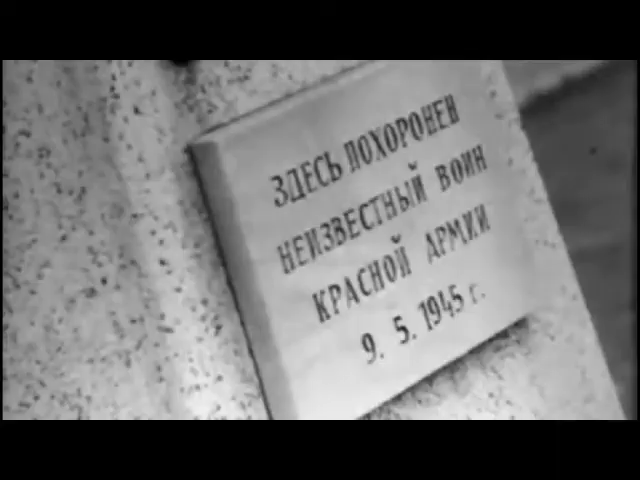 ЗДЕСЬ ПОХОРОНЕН
НЕИЗВЕСТНЫЙ ВОИН
КРАСНОЙ АРМИИ
9. 5. 1945 г.